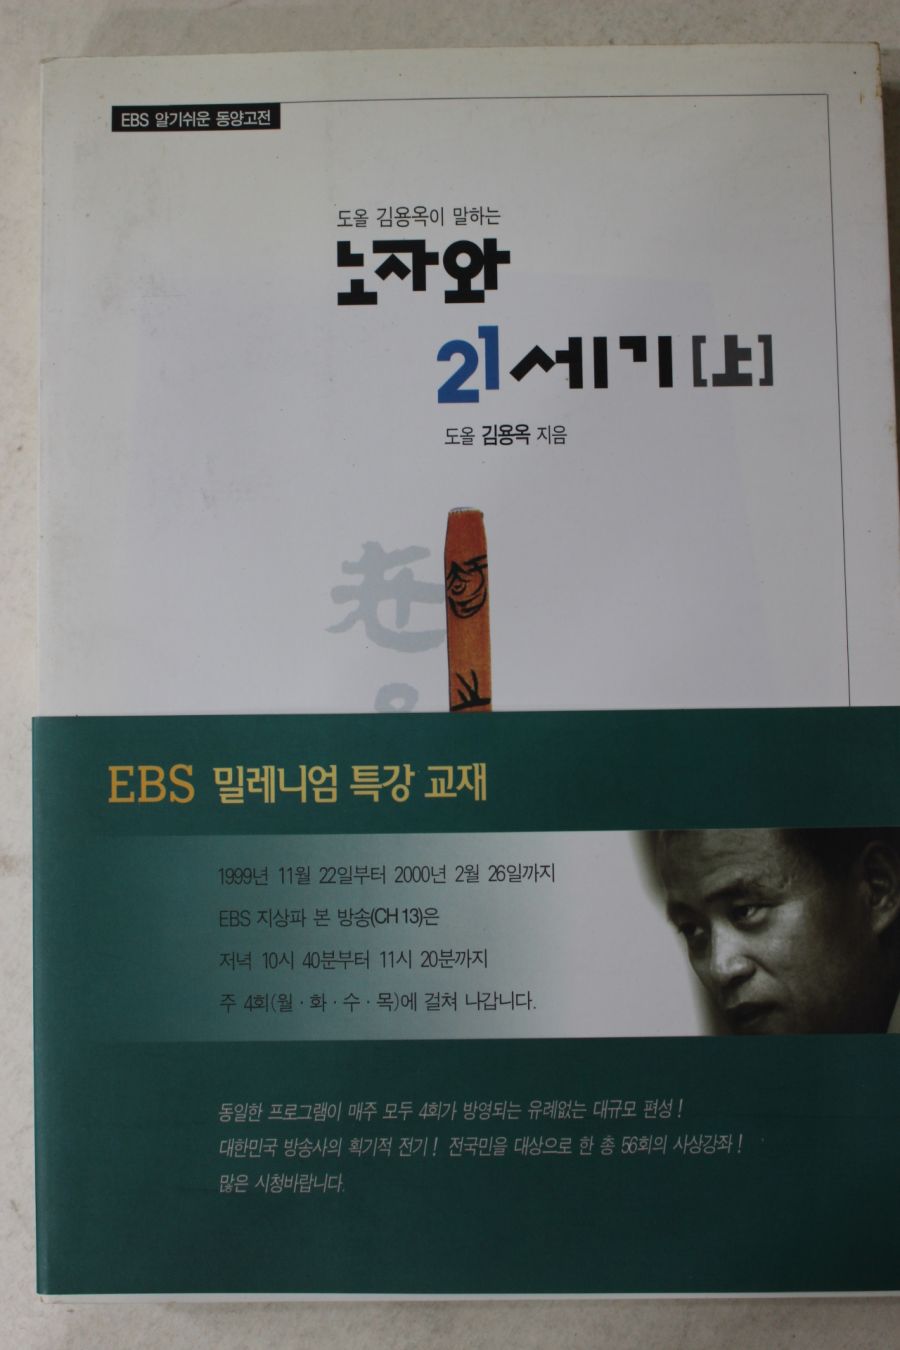 EBS 알기쉬운 동양고전
도올 김용옥이 말하는
노자와
21세기[上]
도올 김용옥 지음
老
EBS 밀레니엄 특강 교재
1999년 11월 22일부터 2000년 2월 26일까지
EBS 지상파 본 방송(CH 13)은
저녁 10시 40분부터 11시 20분까지
주 4회(월·화·수·목)에 걸쳐 나갑니다.
동일한 프로그램이 매주 모두 4회가 방영되는 유례없는 대규모 편성!
대한민국 방송사의 획기적 전기! 전국민을 대상으로 한 총 56회의 사상강좌!
많은 시청바랍니다.